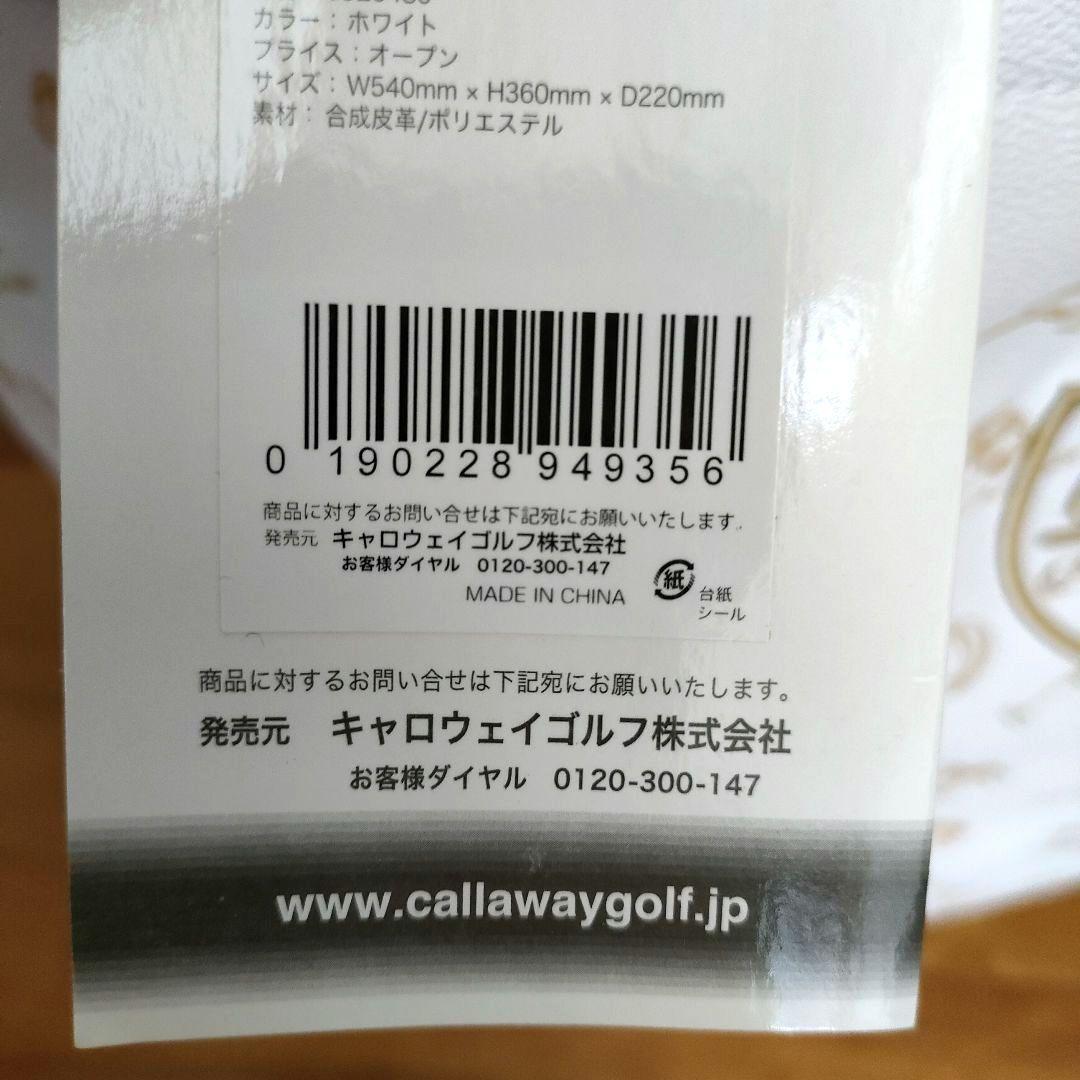 カラー：ホワイト
プライス：オープン
サイズ：W540mm × H360mm × D220mm
素材：合成皮革/ポリエステル
0 190228 949356
商品に対するお問い合せは下記宛にお願いいたします。
発売元 キャロウェイゴルフ株式会社
お客様ダイヤル 0120-300-147
MADE IN CHINA
紙
台紙
シール
商品に対するお問い合せは下記宛にお願いいたします。
発売元 キャロウェイゴルフ株式会社
お客様ダイヤル 0120-300-147
www.callawaygolf.jp